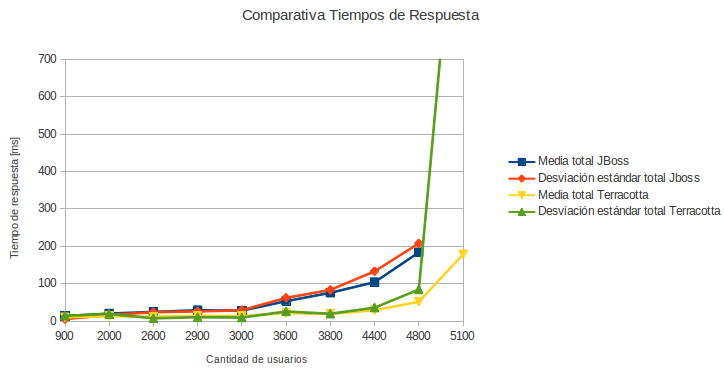 Comparativa Tiempos de Respuesta
700
600
500
400
300
200
100
0
Tiempo de respuesta [ms]
900 2000 2600 2900 3000 3600 3800 4400 4800 5100
Cantidad de usuarios
Media total JBoss
Desviación estándar total Jboss
Media total Terracotta
Desviación estándar total Terracotta